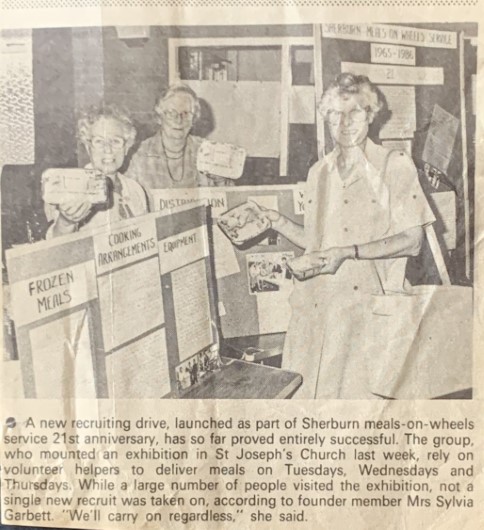 SHERBURN MEALS ON WHEELS SERVICE
1965-1986
21
DISTRIBUTION
COOKING
ARRANGEMENTS
EQUIPMENT
FROZEN
MEALS
A new recruiting drive, launched as part of Sherburn meals-on-wheels
service 21st anniversary, has so far proved entirely successful. The group,
who mounted an exhibition in St Joseph's Church last week, rely on
volunteer helpers to deliver meals on Tuesdays, Wednesdays and
Thursdays. While a large number of people visited the exhibition, not a
single new recruit was taken on, according to founder member Mrs Sylvia
Garbett. "We'll carry on regardless," she said.